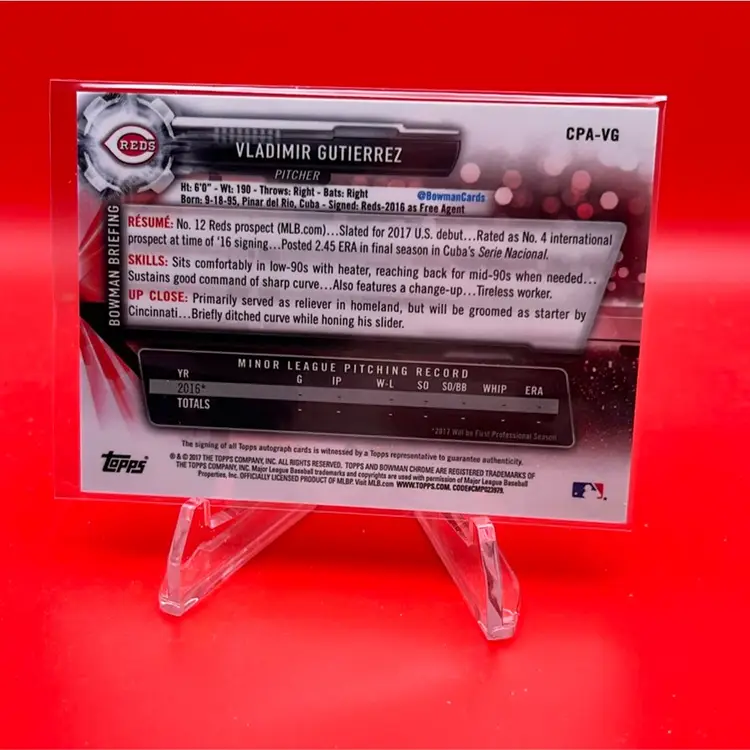 REDS
VLADIMIR GUTIERREZ
CPA-VG
PITCHER
Ht: 6'0" - Wt: 190 - Throws: Right - Bats: Right
@BowmanCards
Born: 9-18-95, Pinar del Rio, Cuba - Signed: Reds-2016 as Free Agent
BOWMAN BRIEFING
RÉSUMÉ: No. 12 Reds prospect (MLB.com)...Slated for 2017 U.S. debut...Rated as No. 4 international
prospect at time of '16 signing...Posted 2.45 ERA in final season in Cuba's Serie Nacional.
SKILLS: Sits comfortably in low-90s with heater, reaching back for mid-90s when needed...
Sustains good command of sharp curve...Also features a change-up...Tireless worker.
UP CLOSE: Primarily served as reliever in homeland, but will be groomed as starter by
Cincinnati...Briefly ditched curve while honing his slider.
MINOR LEAGUE PITCHING RECORD
YR G IP W-L SO SO/BB WHIP ERA
2016* - - - - - - -
TOTALS - - - - - - -
*2017 Will be First Professional Season
The signing of all Topps autograph cards is witnessed by a Topps representative to guarantee authenticity.
Topps
® & © 2017 THE TOPPS COMPANY, INC. ALL RIGHTS RESERVED. TOPPS AND BOWMAN CHROME ARE REGISTERED TRADEMARKS OF
THE TOPPS COMPANY, INC. Major League Baseball trademarks and copyrights are used with permission of Major League Baseball
Properties, Inc. OFFICIALLY LICENSED PRODUCT OF MLBP. Visit MLB.com WWW.TOPPS.COM. CODE#CMP023979.